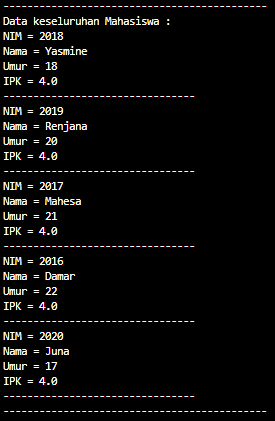 --------------------------------------------
Data keseluruhan Mahasiswa :
NIM = 2018
Nama = Yasmine
Umur = 18
IPK = 4.0
--------------------------------
NIM = 2019
Nama = Renjana
Umur = 20
IPK = 4.0
--------------------------------
NIM = 2017
Nama = Mahesa
Umur = 21
IPK = 4.0
--------------------------------
NIM = 2016
Nama = Damar
Umur = 22
IPK = 4.0
--------------------------------
NIM = 2020
Nama = Juna
Umur = 17
IPK = 4.0
--------------------------------
--------------------------------------------